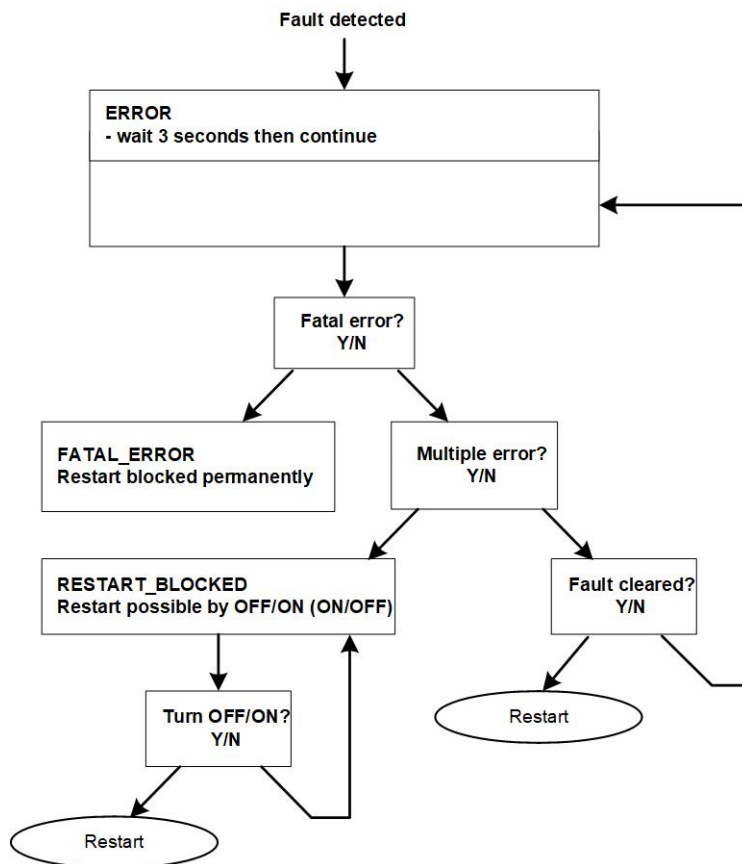 Fault detected
ERROR
- wait 3 seconds then continue
Fatal error?
Y/N
FATAL_ERROR
Restart blocked permanently
Multiple error?
Y/N
RESTART_BLOCKED
Restart possible by OFF/ON (ON/OFF)
Fault cleared?
Y/N
Turn OFF/ON?
Y/N
Restart
Restart